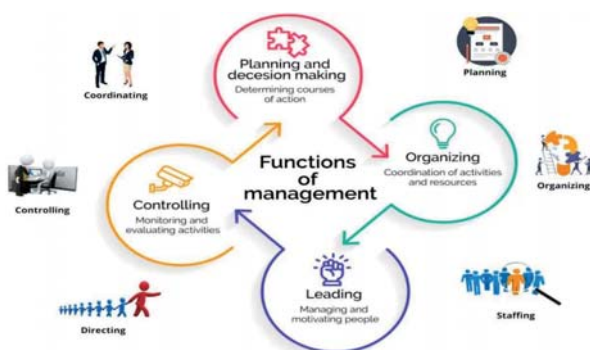 Planning and
decesion making
Determining courses
of action
Coordinating
Planning
Functions
of
management
Organizing
Coordination of activities
and resources
Organizing
Controlling
Monitoring and
evaluating activities
Controlling
Leading
Managing and
motivating people
Directing
Staffing